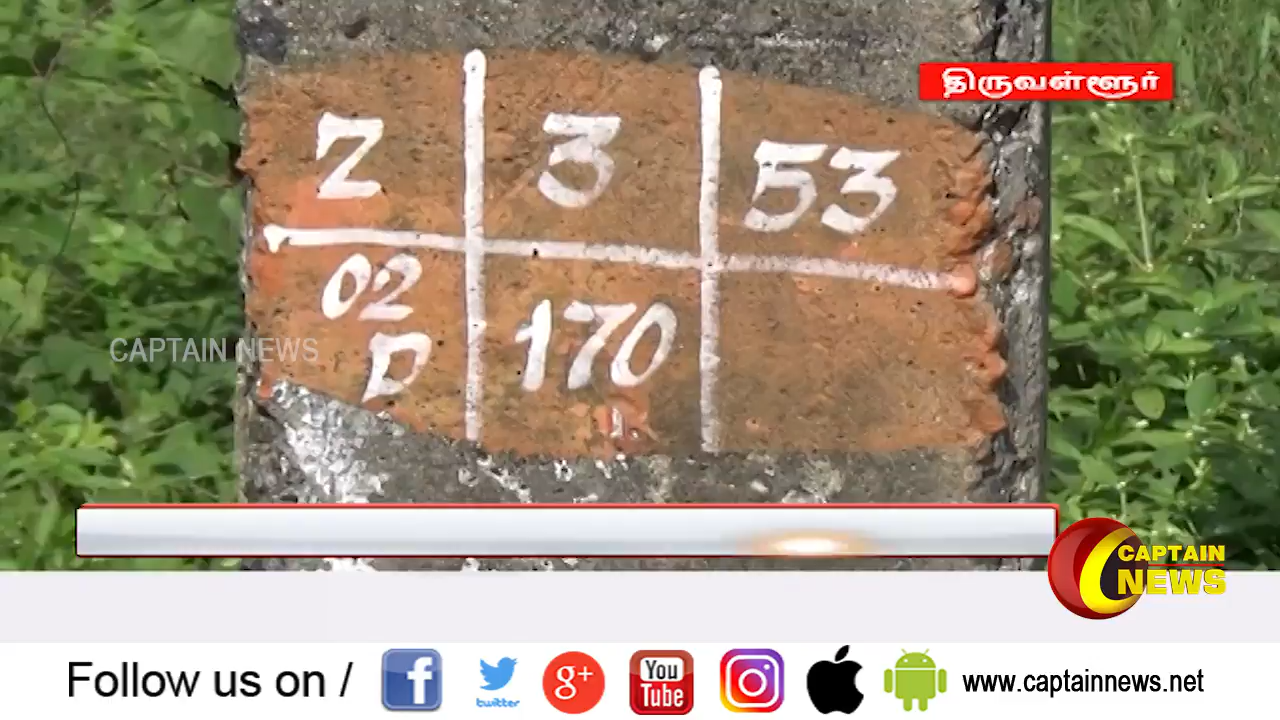 திருவள்ளூர்
Z 3 53
02 170
D
CAPTAIN NEWS
CAPTAIN
NEWS
Follow us on / f twitter g+ You Tube www.captainnews.net